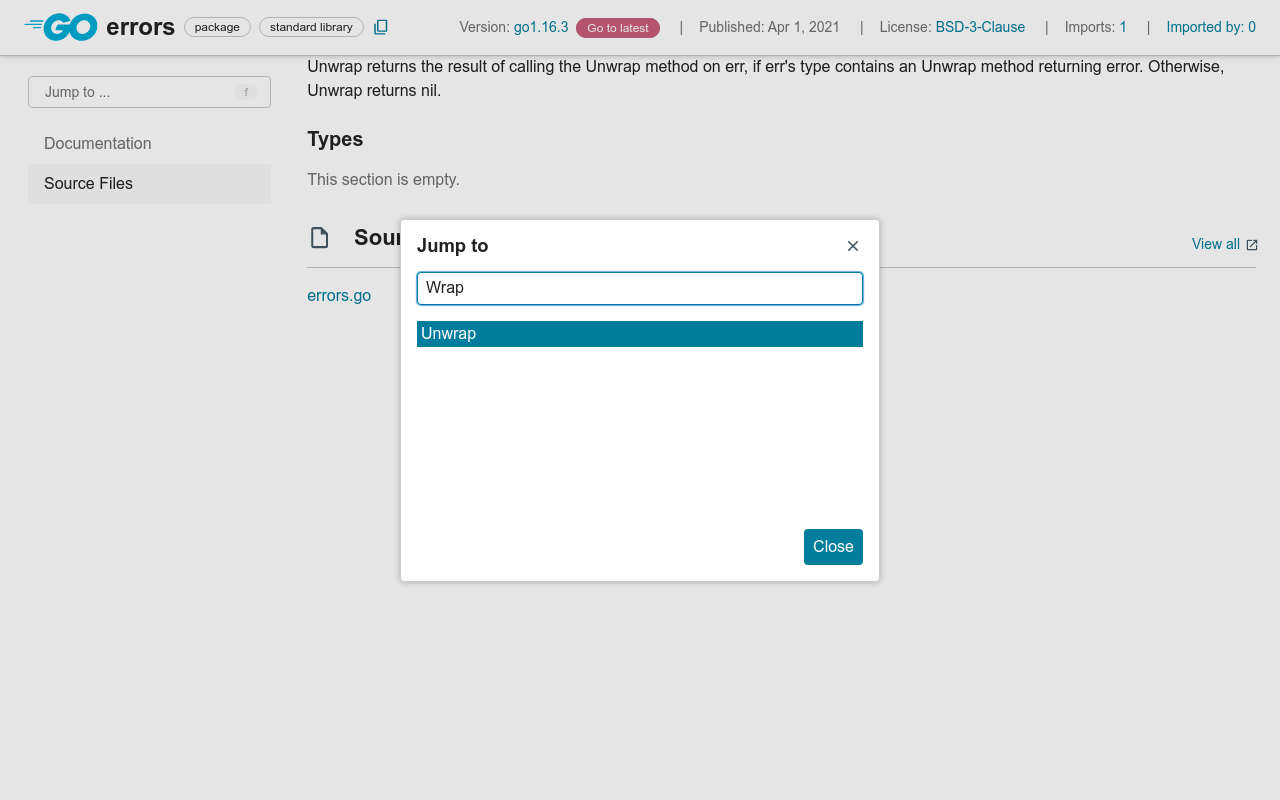 GO errors package standard library Version: go1.16.3 Go to latest | Published: Apr 1, 2021 | License: BSD-3-Clause | Imports: 1 | Imported by: 0
Unwrap returns the result of calling the Unwrap method on err, if err's type contains an Unwrap method returning error. Otherwise,
Unwrap returns nil.
Jump to ... f
Documentation
Source Files
Types
This section is empty.
Sour
View all
errors.go
Jump to
Wrap
Unwrap
Close